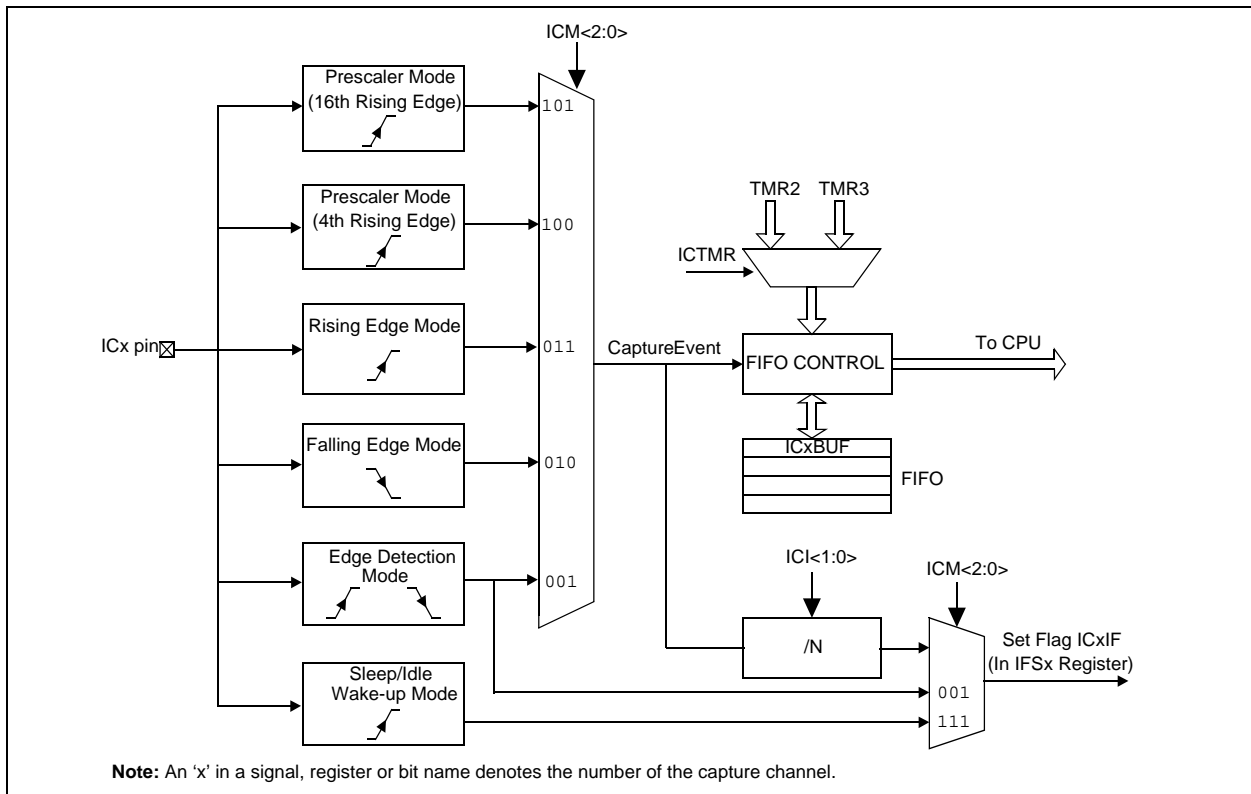 ICM<2:0>
Prescaler Mode
(16th Rising Edge)
101
Prescaler Mode
(4th Rising Edge)
100
TMR2
TMR3
ICTMR
ICx pin
Rising Edge Mode
011
CaptureEvent
FIFO CONTROL
To CPU
Falling Edge Mode
010
ICxBUF
FIFO
Edge Detection
Mode
001
ICI<1:0>
ICM<2:0>
/N
Set Flag ICxIF
(In IFSx Register)
Sleep/Idle
Wake-up Mode
001
111
Note: An ‘x’ in a signal, register or bit name denotes the number of the capture channel.